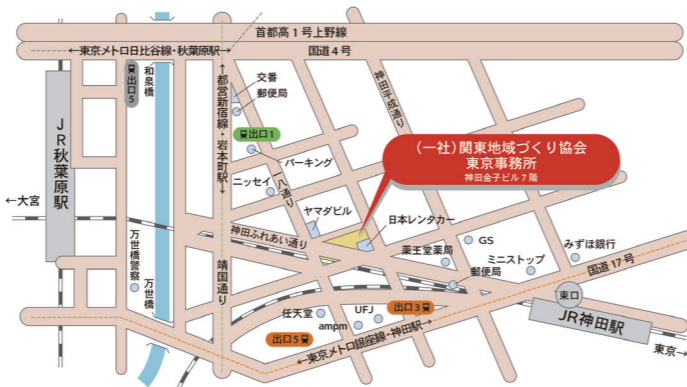 首都高1号上野線
←東京メトロ日比谷線・秋葉原駅→
国道4号
出口5
和泉橋
←都営新宿線・岩本町駅→
交番
郵便局
神田平成通り
JR秋葉原駅
出口1
パーキング
一八通り
(一社)関東地域づくり協会
東京事務所
神田金子ビル7階
ニッセイ
←大宮
ヤマダビル
日本レンタカー
神田ふれあい通り
GS
みずほ銀行
薬王堂薬局
ミニストップ
国道17号
万世橋警察
万世橋
靖国通り
郵便局
東口
任天堂
UFJ
出口3
ampm
JR神田駅
出口5
←東京メトロ銀座線・神田駅→
東京→